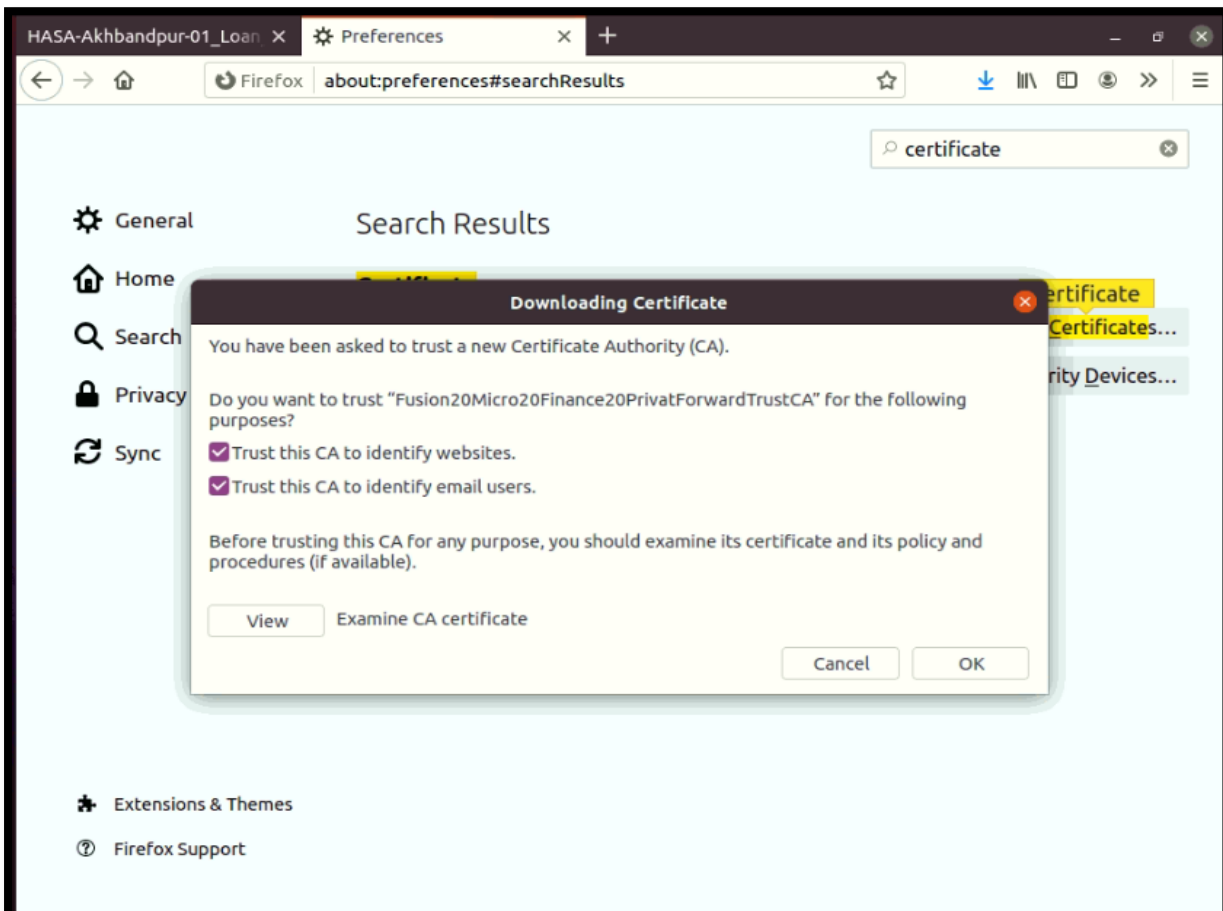 HASA-Akhbandpur-01_Loan
Preferences
Firefox about:preferences#searchResults
certificate
General
Search Results
Home
Downloading Certificate
ertificate
Search
You have been asked to trust a new Certificate Authority (CA).
Certificates...
Privacy
Do you want to trust “Fusion20Micro20Finance20PrivatForwardTrustCA” for the following
purposes?
rity Devices...
Sync
Trust this CA to identify websites.
Trust this CA to identify email users.
Before trusting this CA for any purpose, you should examine its certificate and its policy and
procedures (if available).
View Examine CA certificate
Cancel OK
Extensions & Themes
Firefox Support